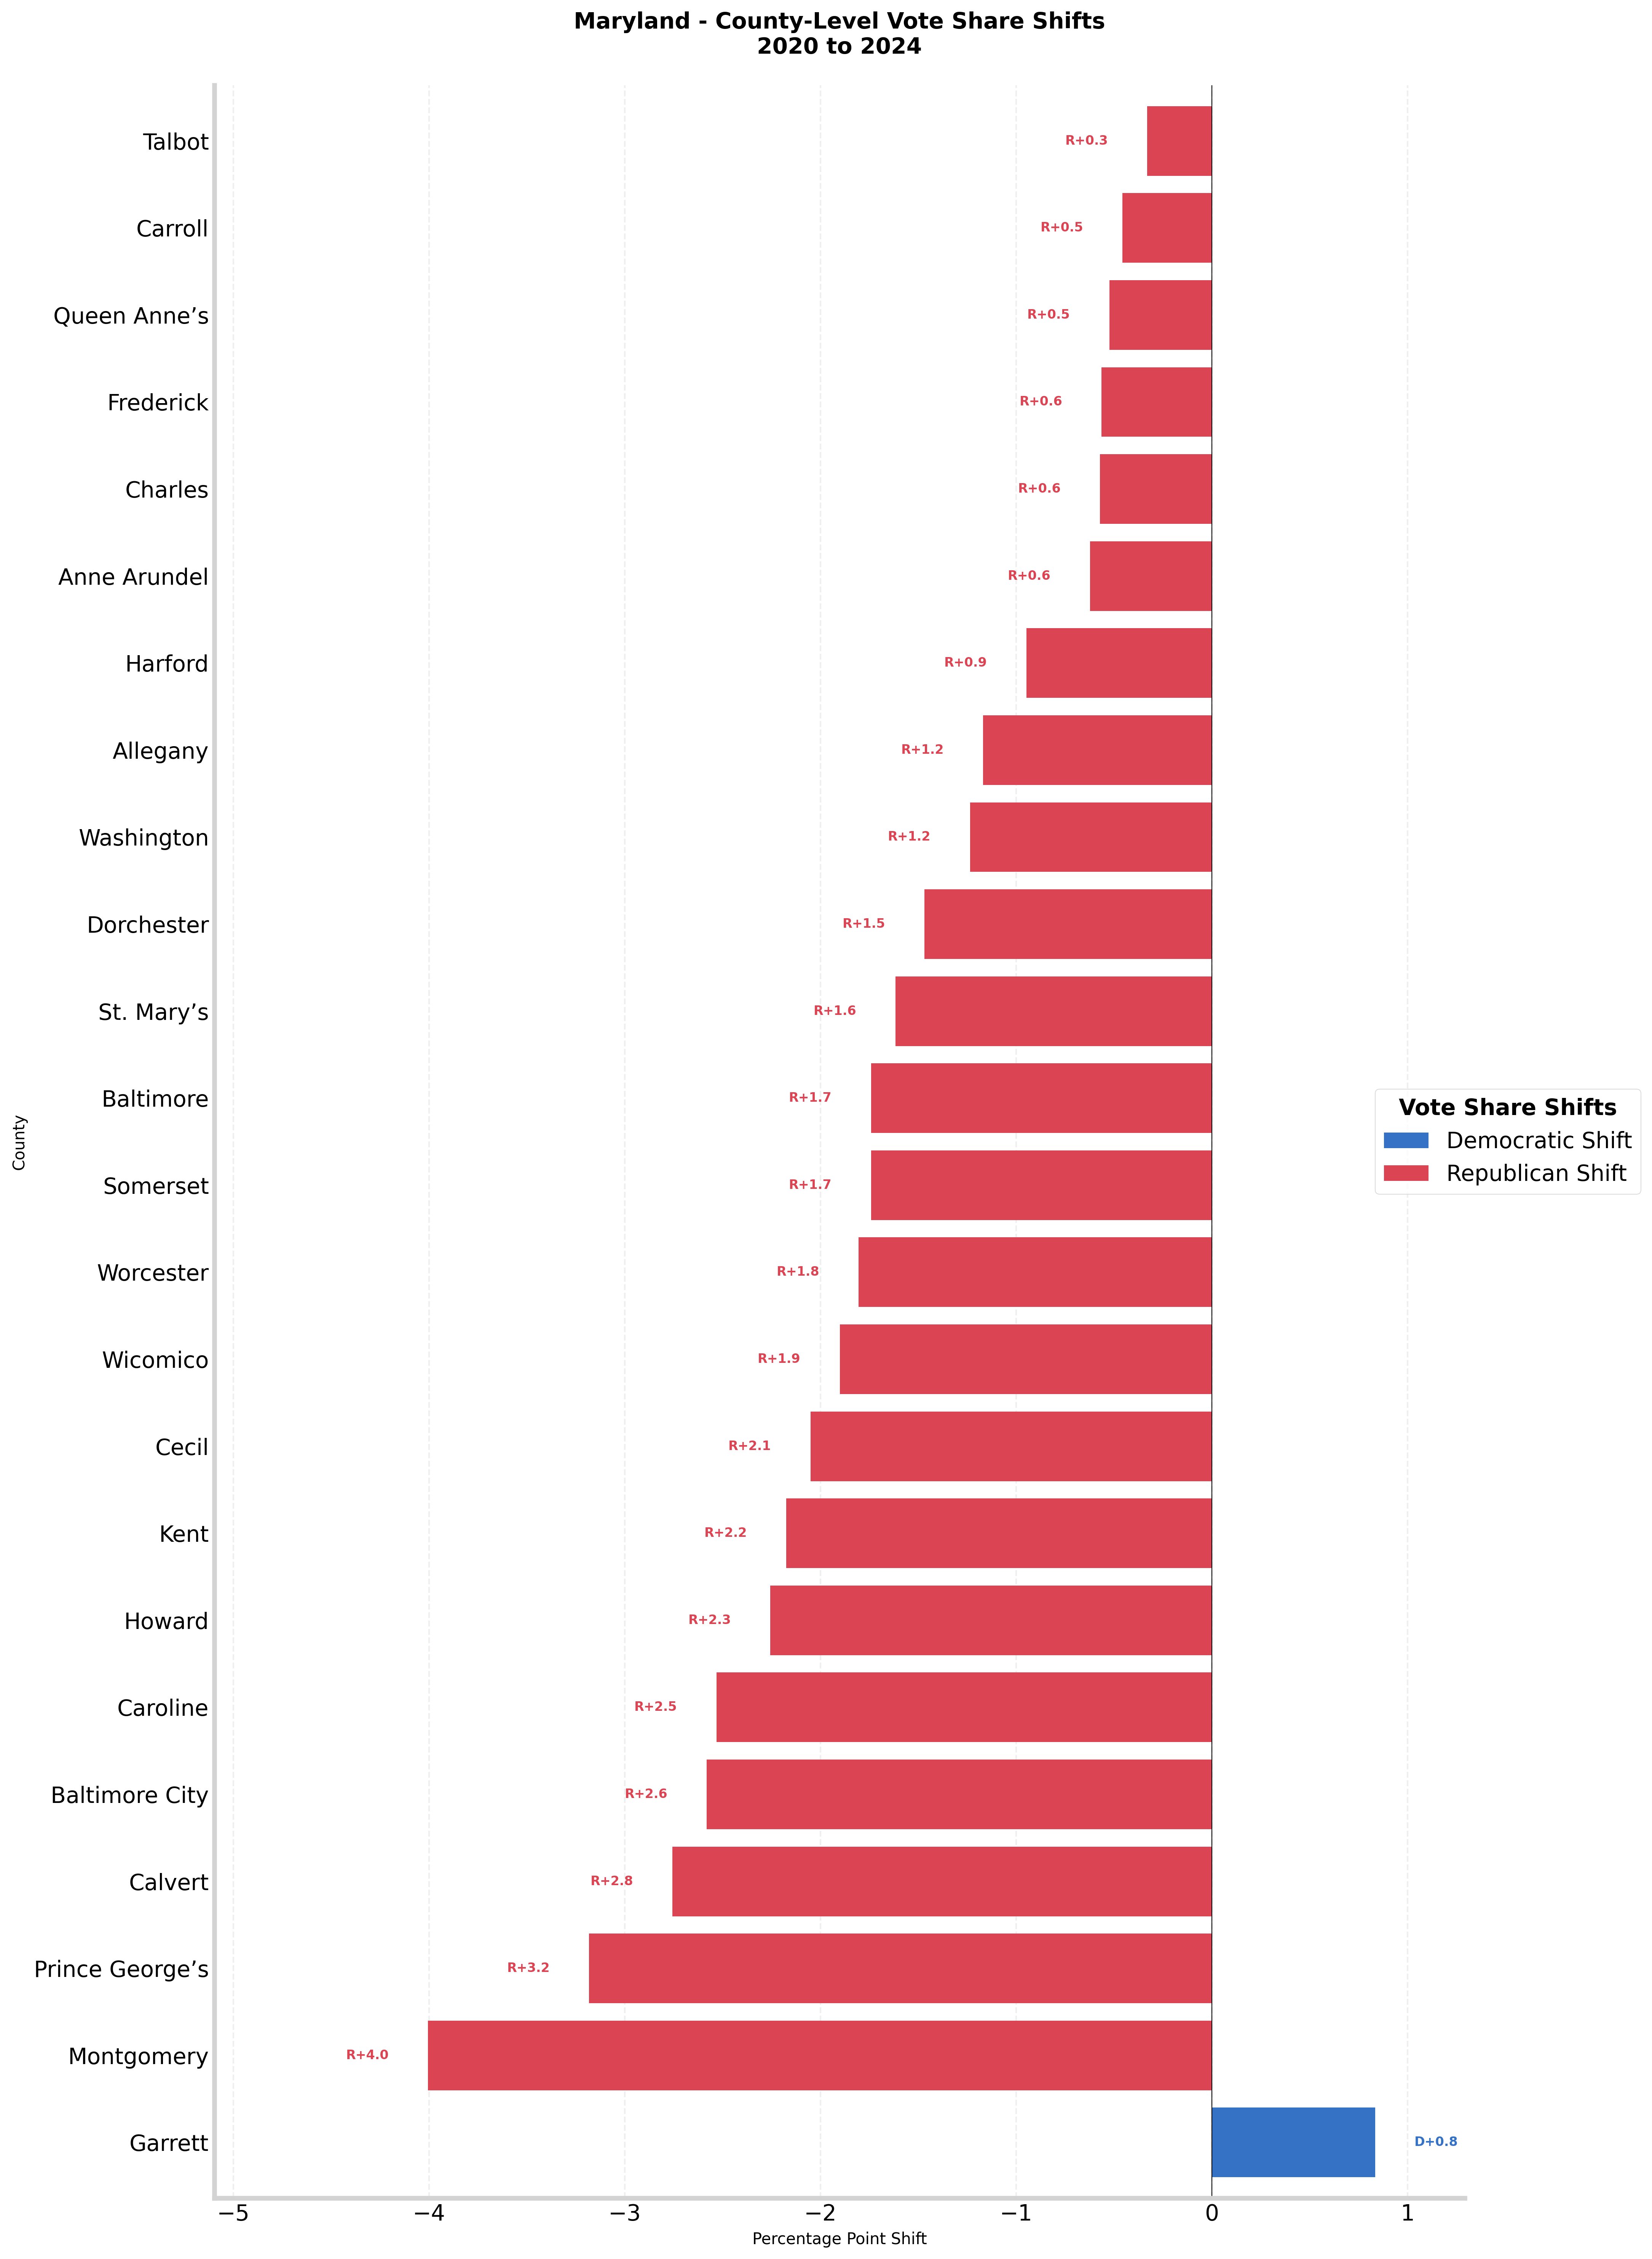 Maryland - County-Level Vote Share Shifts
2020 to 2024
Talbot R+0.3
Carroll R+0.5
Queen Anne’s R+0.5
Frederick R+0.6
Charles R+0.6
Anne Arundel R+0.6
Harford R+0.9
Allegany R+1.2
Washington R+1.2
Dorchester R+1.5
St. Mary’s R+1.6
Baltimore R+1.7
Somerset R+1.7
Worcester R+1.8
Wicomico R+1.9
Cecil R+2.1
Kent R+2.2
Howard R+2.3
Caroline R+2.5
Baltimore City R+2.6
Calvert R+2.8
Prince George’s R+3.2
Montgomery R+4.0
Garrett D+0.8
County
Vote Share Shifts
Democratic Shift
Republican Shift
−5 −4 −3 −2 −1 0 1
Percentage Point Shift